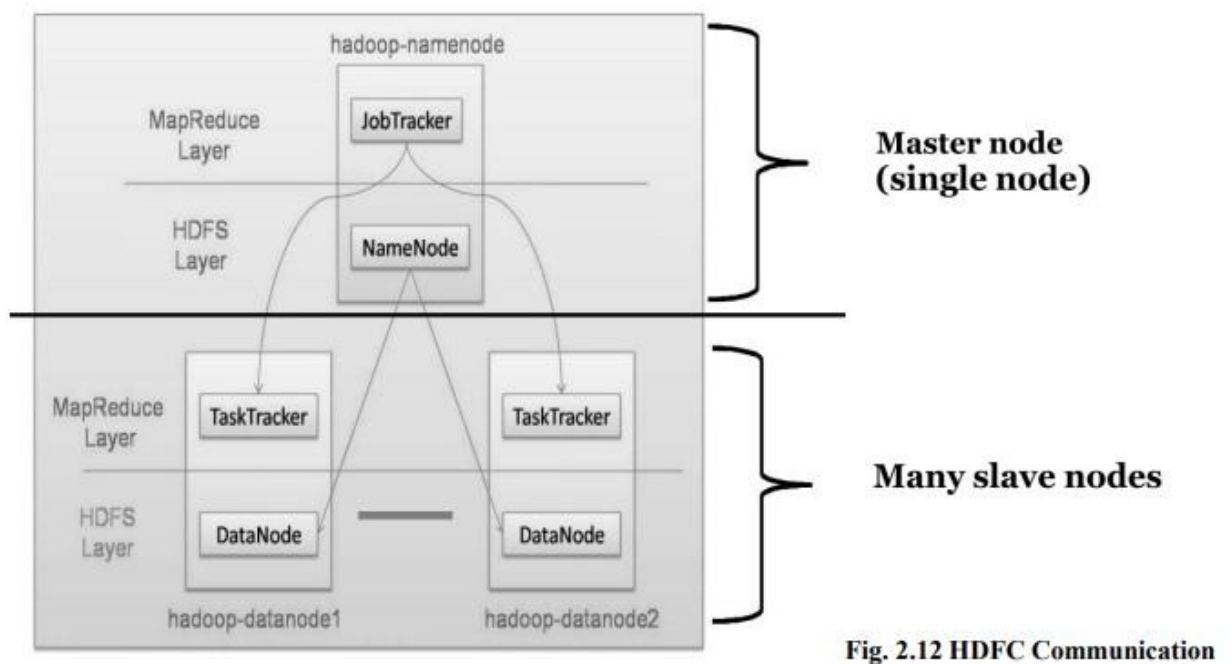 hadoop-namenode
MapReduce
Layer
JobTracker
HDFS
Layer
NameNode
Master node
(single node)
MapReduce
Layer
TaskTracker
TaskTracker
HDFS
Layer
DataNode
DataNode
hadoop-datanode1
hadoop-datanode2
Many slave nodes
Fig. 2.12 HDFC Communication